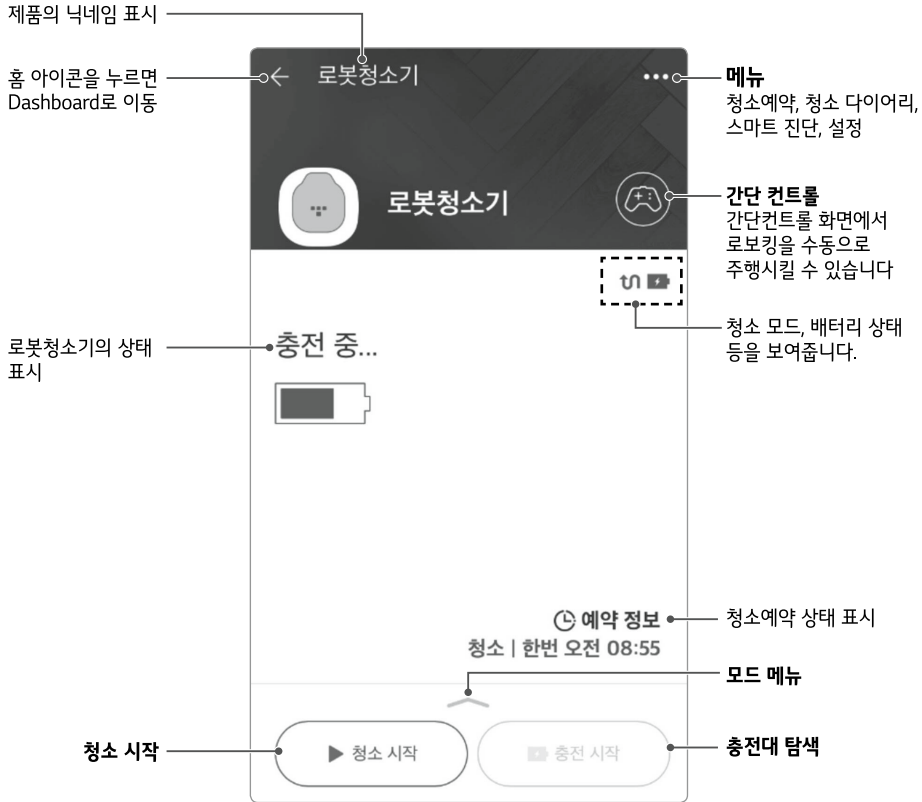 제품의 닉네임 표시
홈 아이콘을 누르면
Dashboard로 이동
로봇청소기
메뉴
청소예약, 청소 다이어리,
스마트 진단, 설정
로봇청소기
간단 컨트롤
간단컨트롤 화면에서
로보킹을 수동으로
주행시킬 수 있습니다
청소 모드, 배터리 상태
등을 보여줍니다.
로봇청소기의 상태
표시
충전 중...
예약 정보
청소 | 한번 오전 08:55
청소예약 상태 표시
모드 메뉴
청소 시작
▶ 청소 시작
충전 시작
충전대 탐색